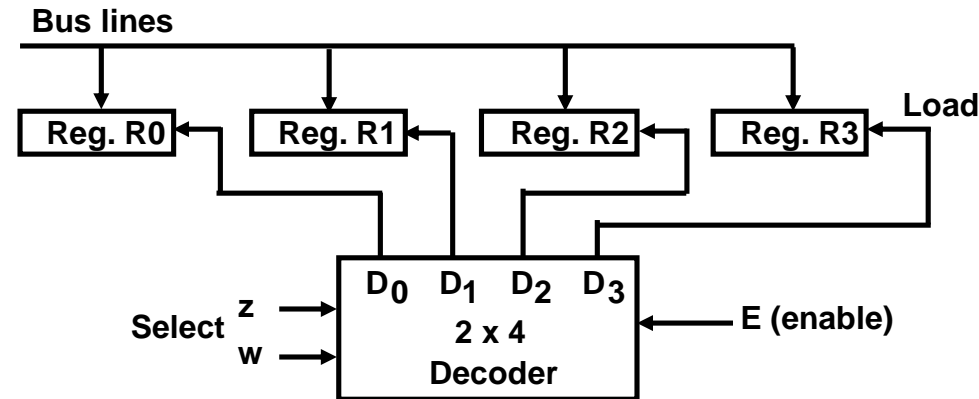 Bus lines
Load
Reg. R0 Reg. R1 Reg. R2 Reg. R3
D0 D1 D2 D3
z
Select
w
2 x 4
Decoder
E (enable)